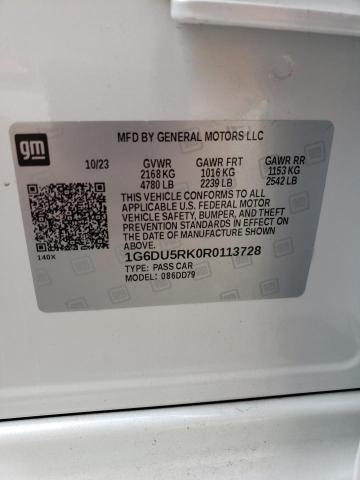 gm
MFD BY GENERAL MOTORS LLC
10/23 GVWR GAWR FRT GAWR RR
2168 KG 1016 KG 1153 KG
4780 LB 2239 LB 2542 LB
THIS VEHICLE CONFORMS TO ALL
APPLICABLE U.S. FEDERAL MOTOR
VEHICLE SAFETY, BUMPER, AND THEFT
PREVENTION STANDARDS IN EFFECT ON
THE DATE OF MANUFACTURE SHOWN
ABOVE.
140X
1G6DU5RK0R0113728
TYPE: PASS CAR
MODEL: 086DD79